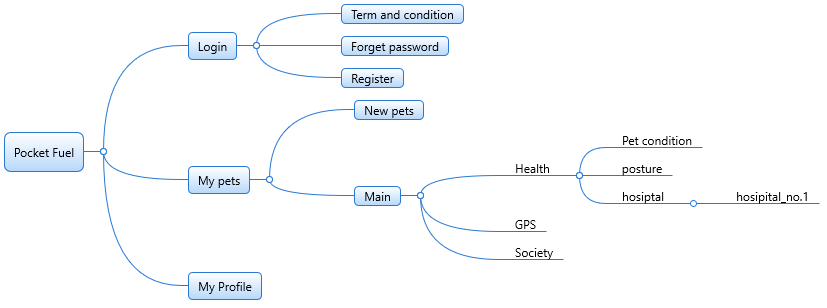 Pocket Fuel
Login
Term and condition
Forget password
Register
My pets
New pets
Main
Health
Pet condition
posture
hosiptal
hosipital_no.1
GPS
Society
My Profile